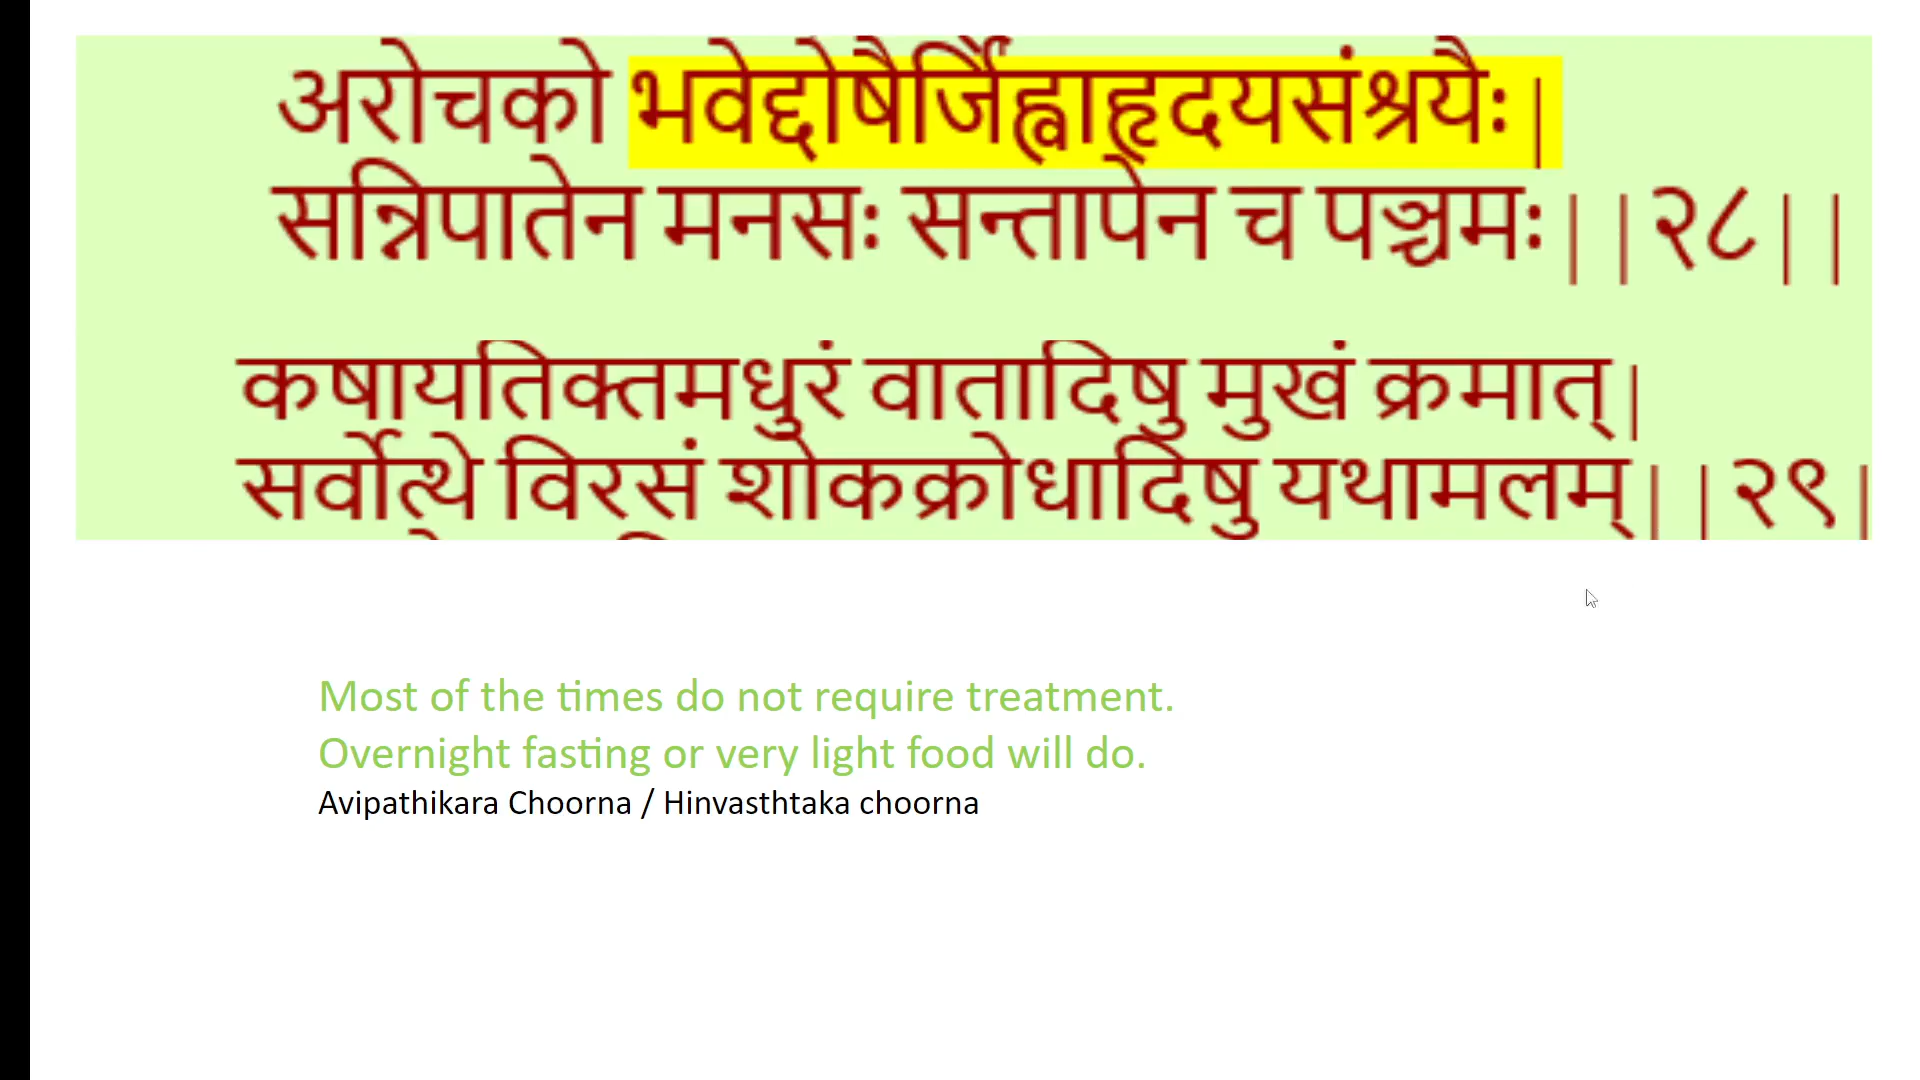 अरोचको भवेद्दोषैर्जिह्वाहृदयसंश्रयैः|
सन्निपातेन मनसः सन्तापेन च पञ्चमः||२८||
कषायतिक्तमधुरं वातादिषु मुखं क्रमात्|
सर्वोत्थे विरसं शोकक्रोधादिषु यथामलम्||२९|
Most of the times do not require treatment.
Overnight fasting or very light food will do.
Avipathikara Choorna / Hinvasthtaka choorna